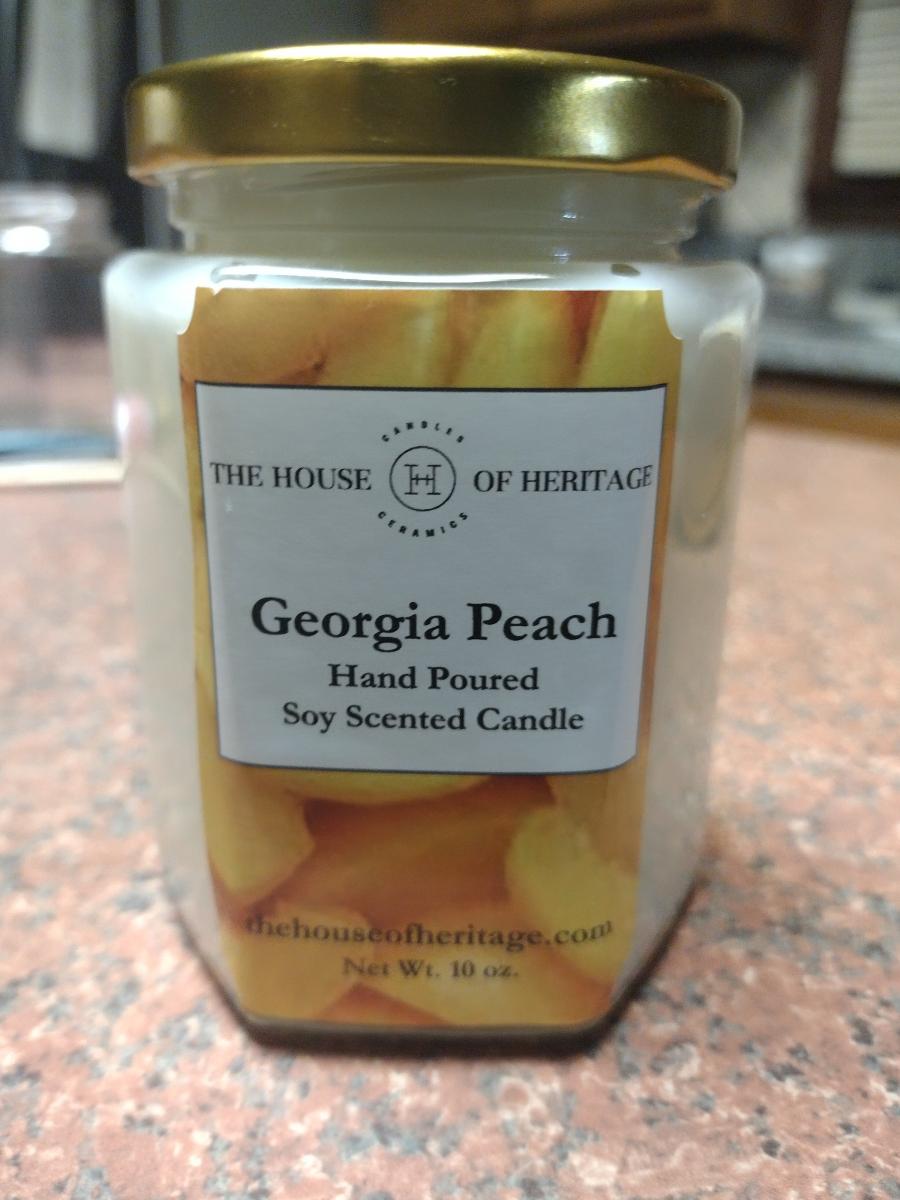 CANDLES
THE HOUSE H OF HERITAGE
CERAMICS
Georgia Peach
Hand Poured
Soy Scented Candle
thehouseofheritage.com
Net Wt. 10 oz.